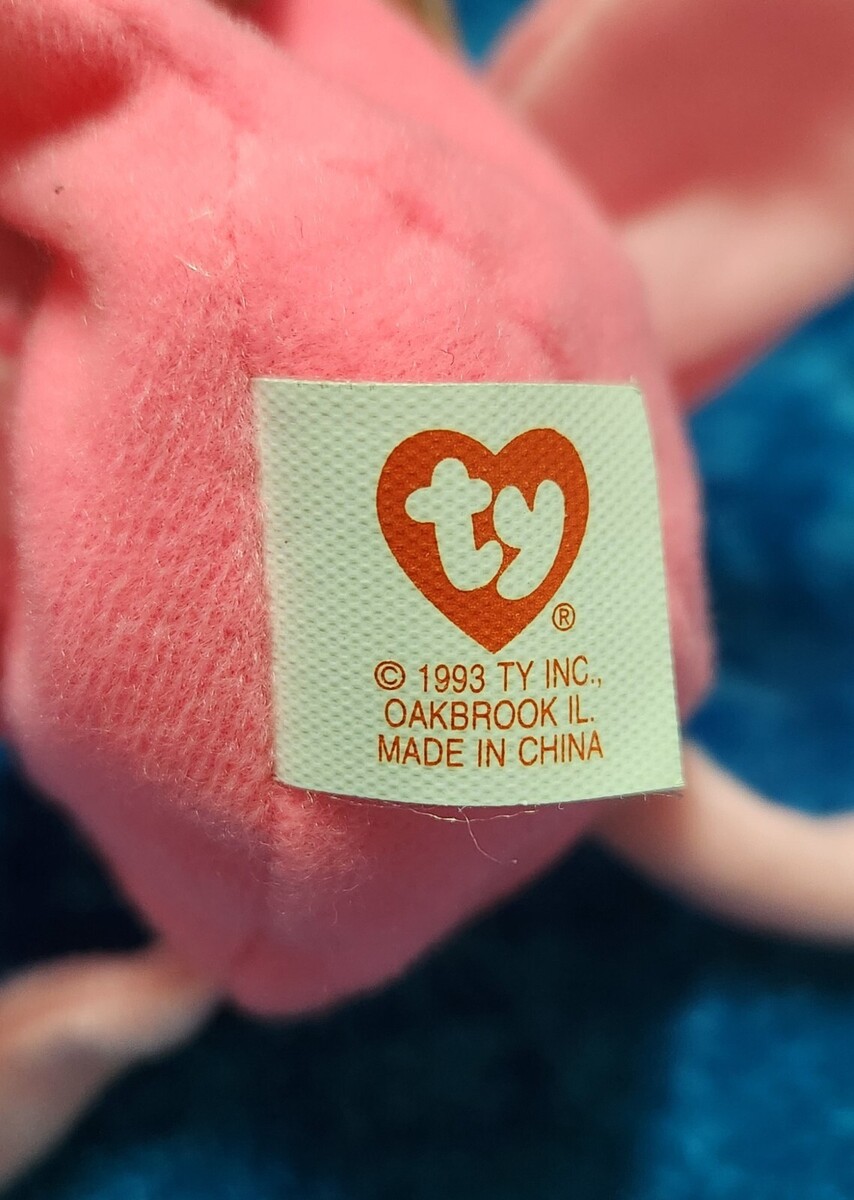 ty
®
© 1993 TY INC.,
OAKBROOK IL.
MADE IN CHINA